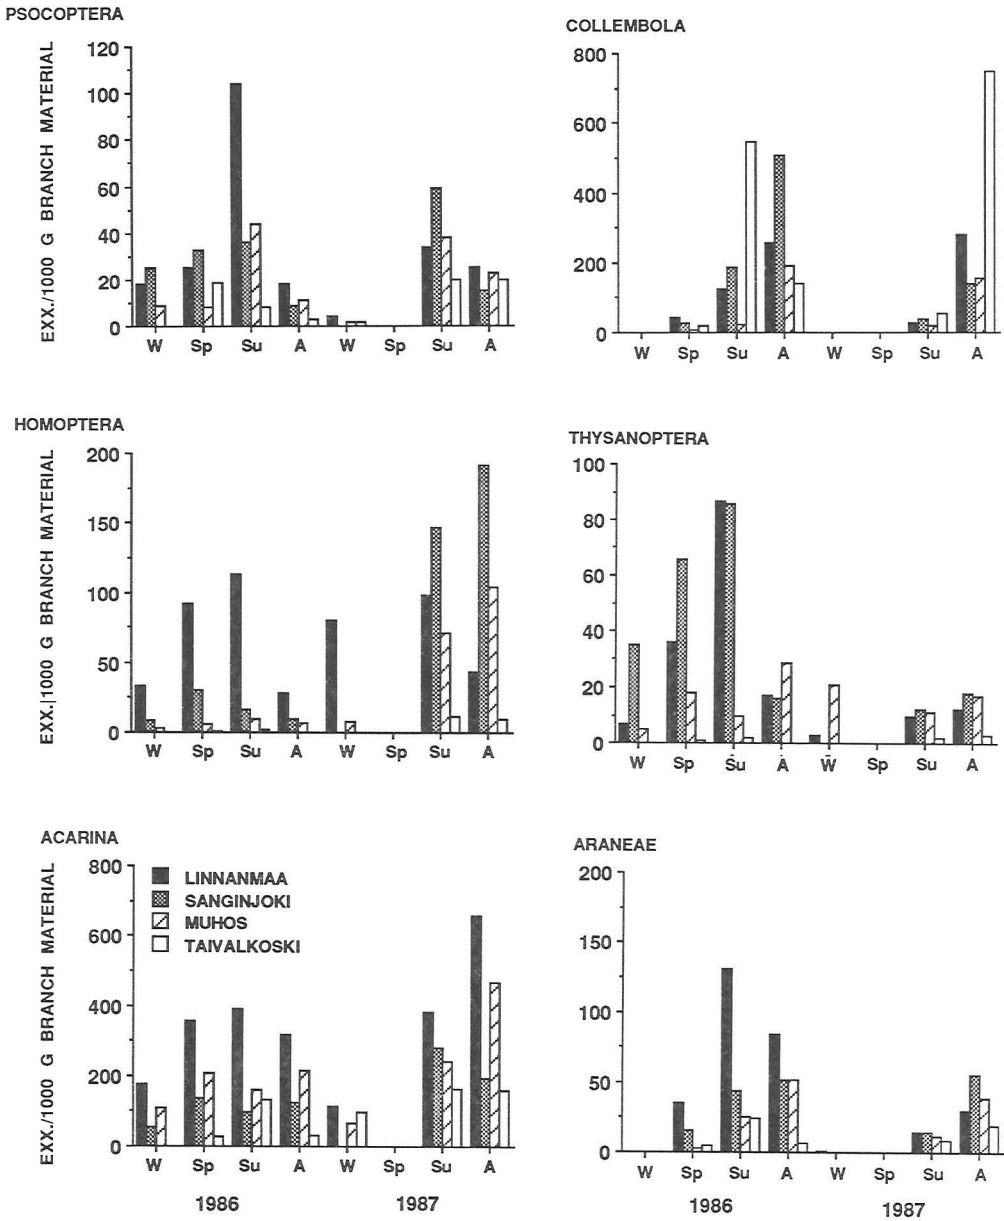 PSOCOPTERA
EXX./1000 G BRANCH MATERIAL
120
100
80
60
40
20
0
W Sp Su A W Sp Su A
COLLEMBOLA
800
600
400
200
0
W Sp Su A W Sp Su A
HOMOPTERA
EXX.|1000 G BRANCH MATERIAL
200
150
100
50
0
W Sp Su A W Sp Su A
THYSANOPTERA
100
80
60
40
20
0
W Sp Su A W Sp Su A
ACARINA
EXX./1000 G BRANCH MATERIAL
800
600
400
200
0
LINNANMAA
SANGINJOKI
MUHOS
TAIVALKOSKI
W Sp Su A W Sp Su A
1986 1987
ARANEAE
200
150
100
50
0
W Sp Su A W Sp Su A
1986 1987